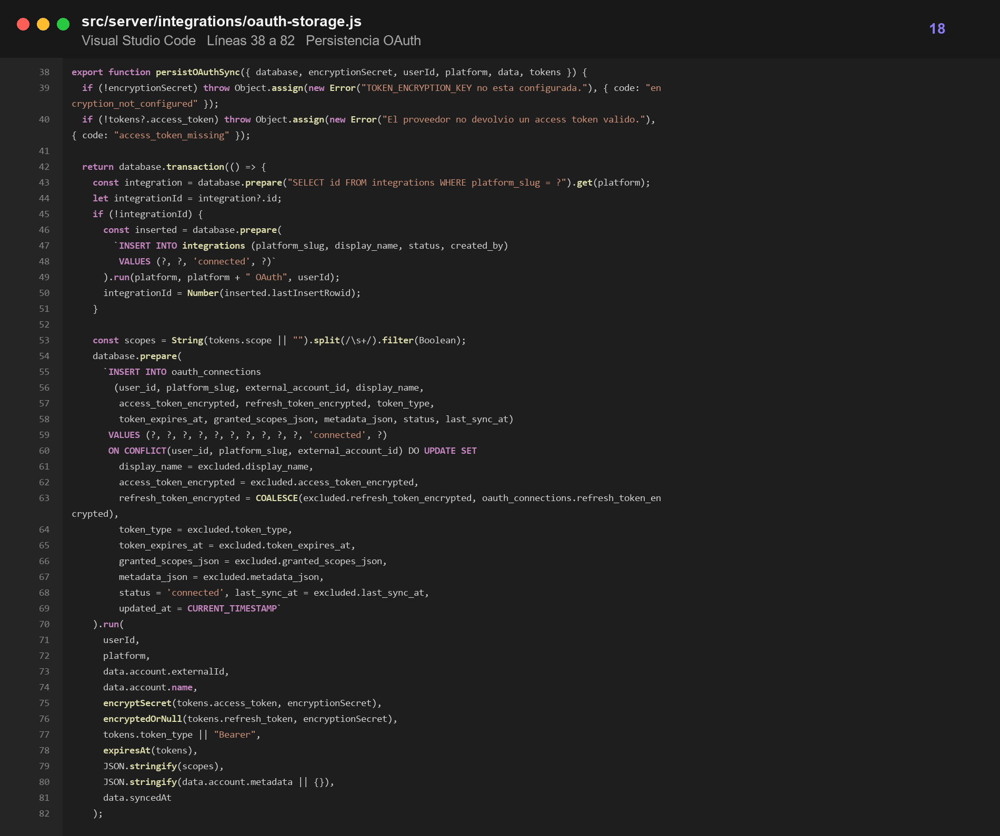 src/server/integrations/oauth-storage.js
18
Visual Studio Code   Líneas 38 a 82   Persistencia OAuth
38 export function persistOAuthSync({ database, encryptionSecret, userId, platform, data, tokens }) {
39   if (!encryptionSecret) throw Object.assign(new Error("TOKEN_ENCRYPTION_KEY no esta configurada."), { code: "en
cryption_not_configured" });
40   if (!tokens?.access_token) throw Object.assign(new Error("El proveedor no devolvio un access token valido."),
{ code: "access_token_missing" });
41
42   return database.transaction(() => {
43     const integration = database.prepare("SELECT id FROM integrations WHERE platform_slug = ?").get(platform);
44     let integrationId = integration?.id;
45     if (!integrationId) {
46       const inserted = database.prepare(
47         `INSERT INTO integrations (platform_slug, display_name, status, created_by)
48          VALUES (?, ?, 'connected', ?)`
49       ).run(platform, platform + " OAuth", userId);
50       integrationId = Number(inserted.lastInsertRowid);
51     }
52
53     const scopes = String(tokens.scope || "").split(/\s+/).filter(Boolean);
54     database.prepare(
55       `INSERT INTO oauth_connections
56         (user_id, platform_slug, external_account_id, display_name,
57          access_token_encrypted, refresh_token_encrypted, token_type,
58          token_expires_at, granted_scopes_json, metadata_json, status, last_sync_at)
59        VALUES (?, ?, ?, ?, ?, ?, ?, ?, ?, ?, 'connected', ?)
60        ON CONFLICT(user_id, platform_slug, external_account_id) DO UPDATE SET
61          display_name = excluded.display_name,
62          access_token_encrypted = excluded.access_token_encrypted,
63          refresh_token_encrypted = COALESCE(excluded.refresh_token_encrypted, oauth_connections.refresh_token_en
crypted),
64          token_type = excluded.token_type,
65          token_expires_at = excluded.token_expires_at,
66          granted_scopes_json = excluded.granted_scopes_json,
67          metadata_json = excluded.metadata_json,
68          status = 'connected', last_sync_at = excluded.last_sync_at,
69          updated_at = CURRENT_TIMESTAMP`
70     ).run(
71       userId,
72       platform,
73       data.account.externalId,
74       data.account.name,
75       encryptSecret(tokens.access_token, encryptionSecret),
76       encryptedOrNull(tokens.refresh_token, encryptionSecret),
77       tokens.token_type || "Bearer",
78       expiresAt(tokens),
79       JSON.stringify(scopes),
80       JSON.stringify(data.account.metadata || {}),
81       data.syncedAt
82     );